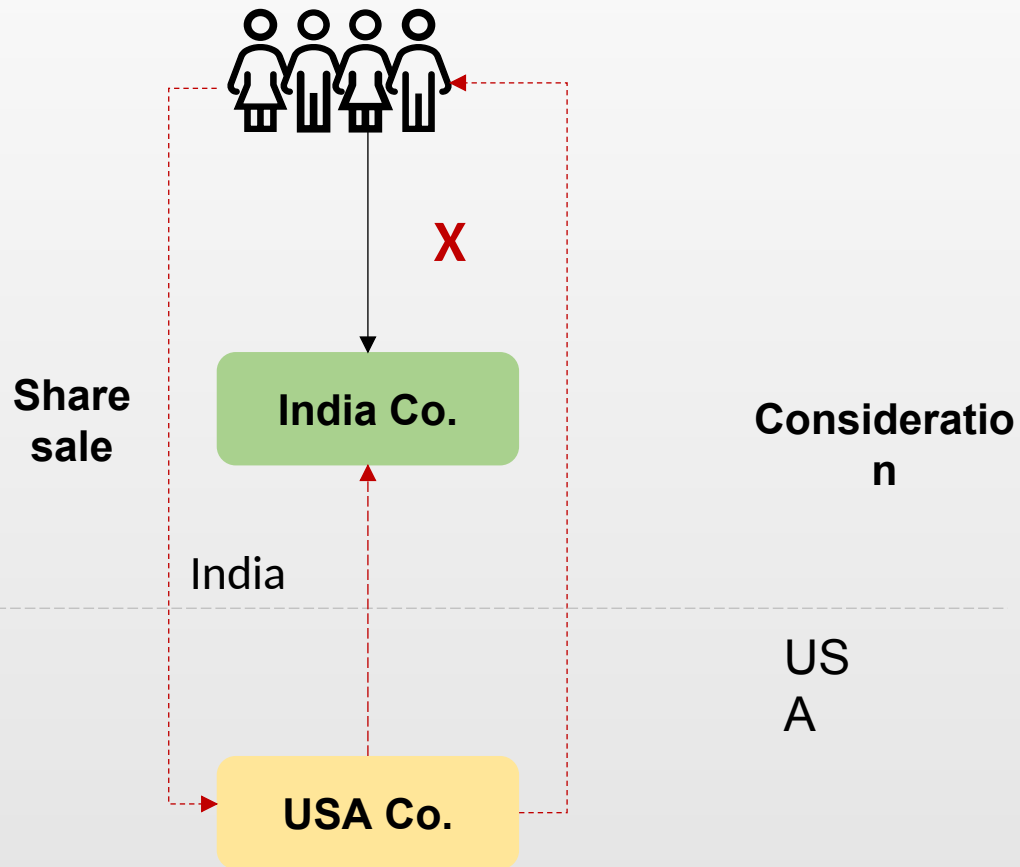 X
Share
sale
India Co.
Consideratio
n
India
US
A
USA Co.